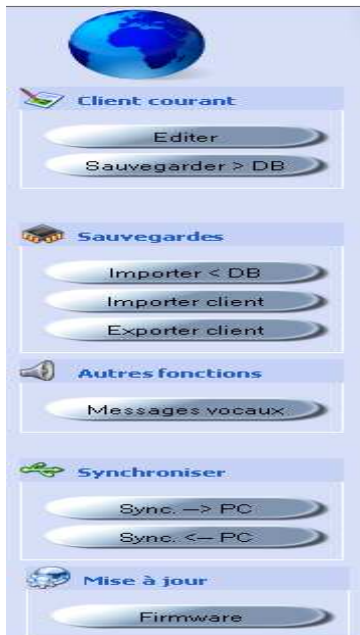 Client courant
Editer
Sauvegarder > DB
Sauvegardes
Importer < DB
Importer client
Exporter client
Autres fonctions
Messages vocaux
Synchroniser
Sync. --> PC
Sync. <-- PC
Mise à jour
Firmware